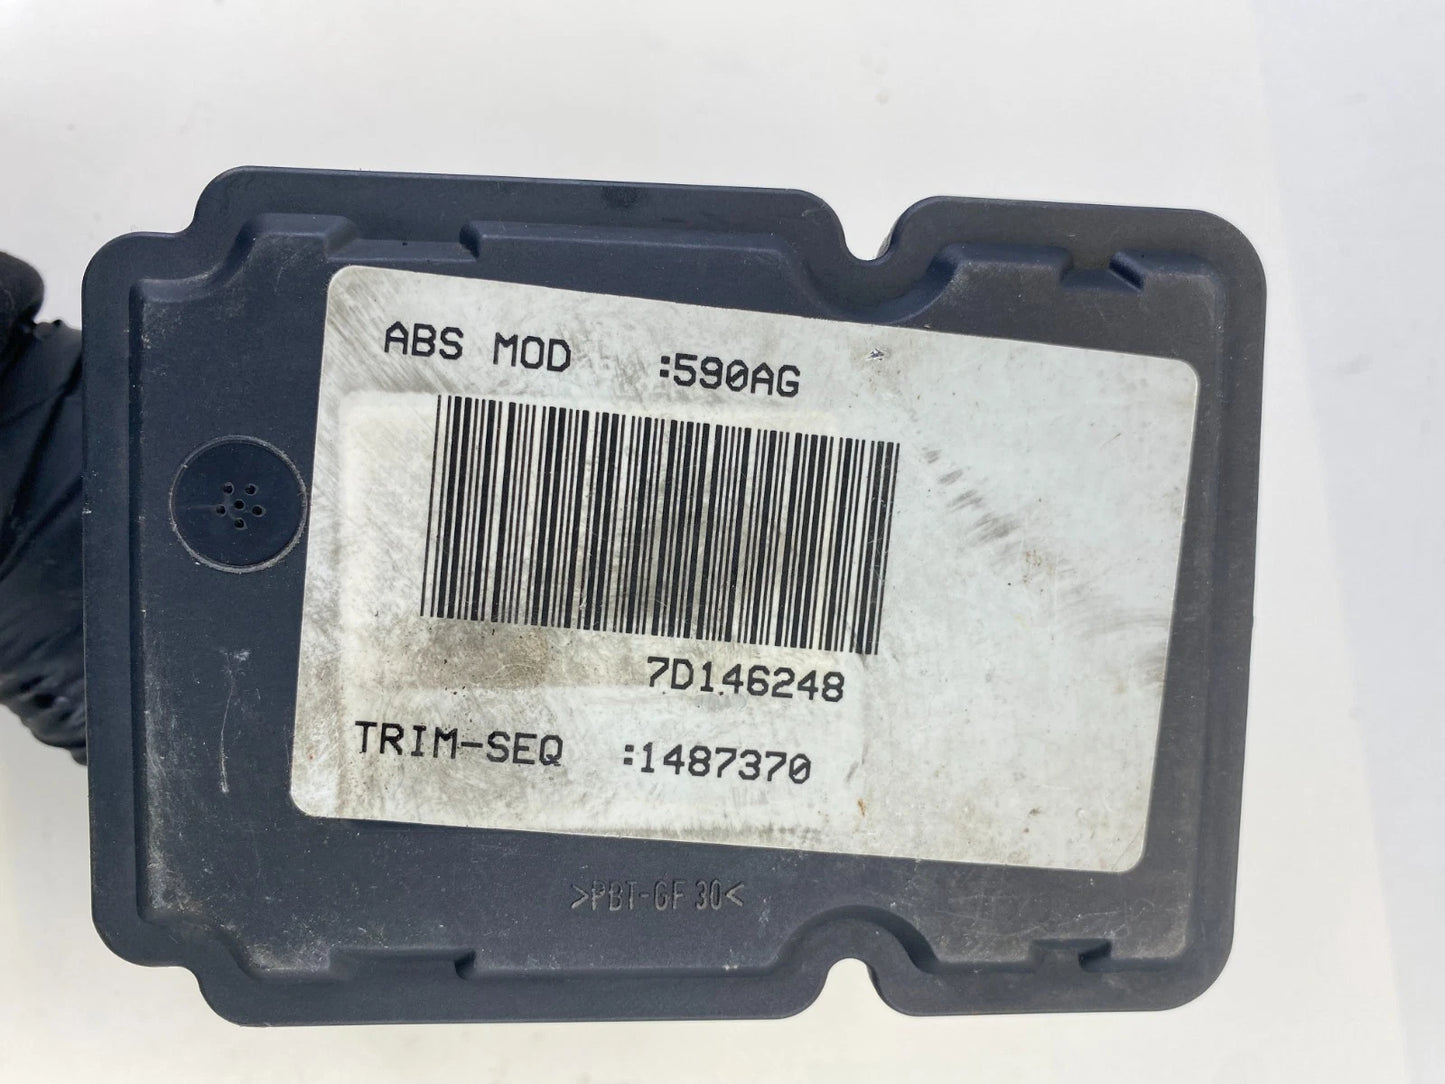 ABS MOD :590AG
7D146248
TRIM-SEQ :1487370
>PBT-GF 30<